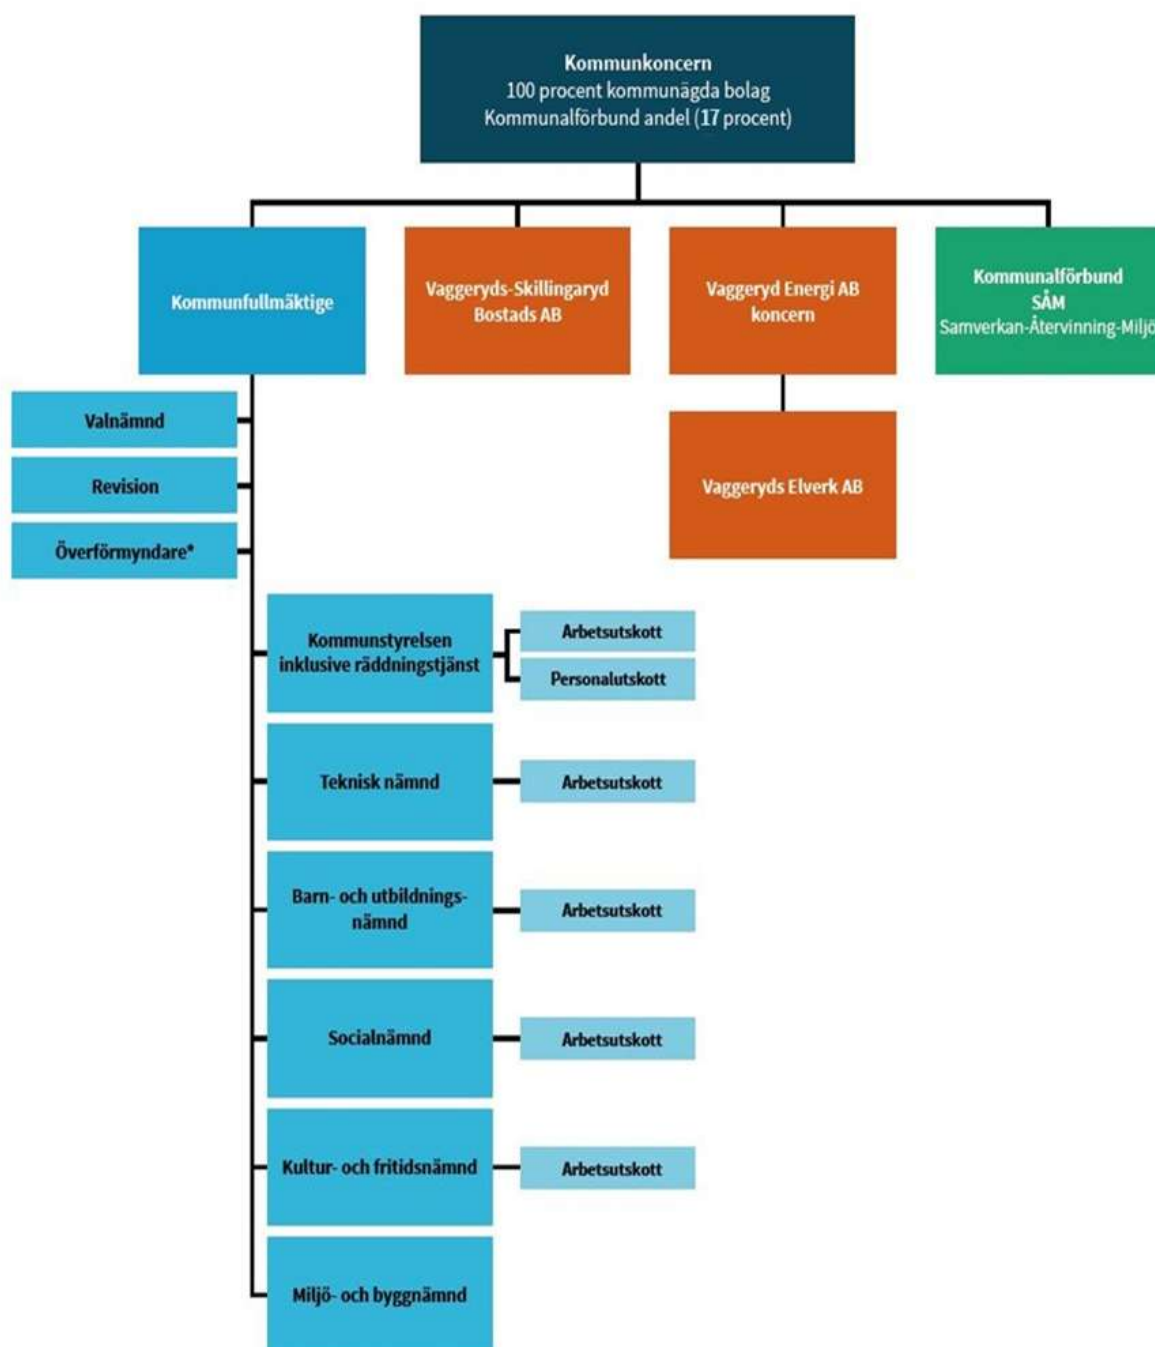 Kommunkoncern
100 procent kommunägda bolag
Kommunalförbund andel (17 procent)
Kommunfullmäktige
Vaggeryds-Skillingaryd
Bostads AB
Vaggeryd Energi AB
koncern
Kommunalförbund
SÅM
Samverkan-Återvinning-Miljö
Valnämnd
Revision
Överförmyndare*
Vaggeryds Elverk AB
Kommunstyrelsen
inklusive räddningstjänst
Arbetsutskott
Personalutskott
Teknisk nämnd
Arbetsutskott
Barn- och utbildnings-
nämnd
Arbetsutskott
Socialnämnd
Arbetsutskott
Kultur- och fritidsnämnd
Arbetsutskott
Miljö- och byggnämnd